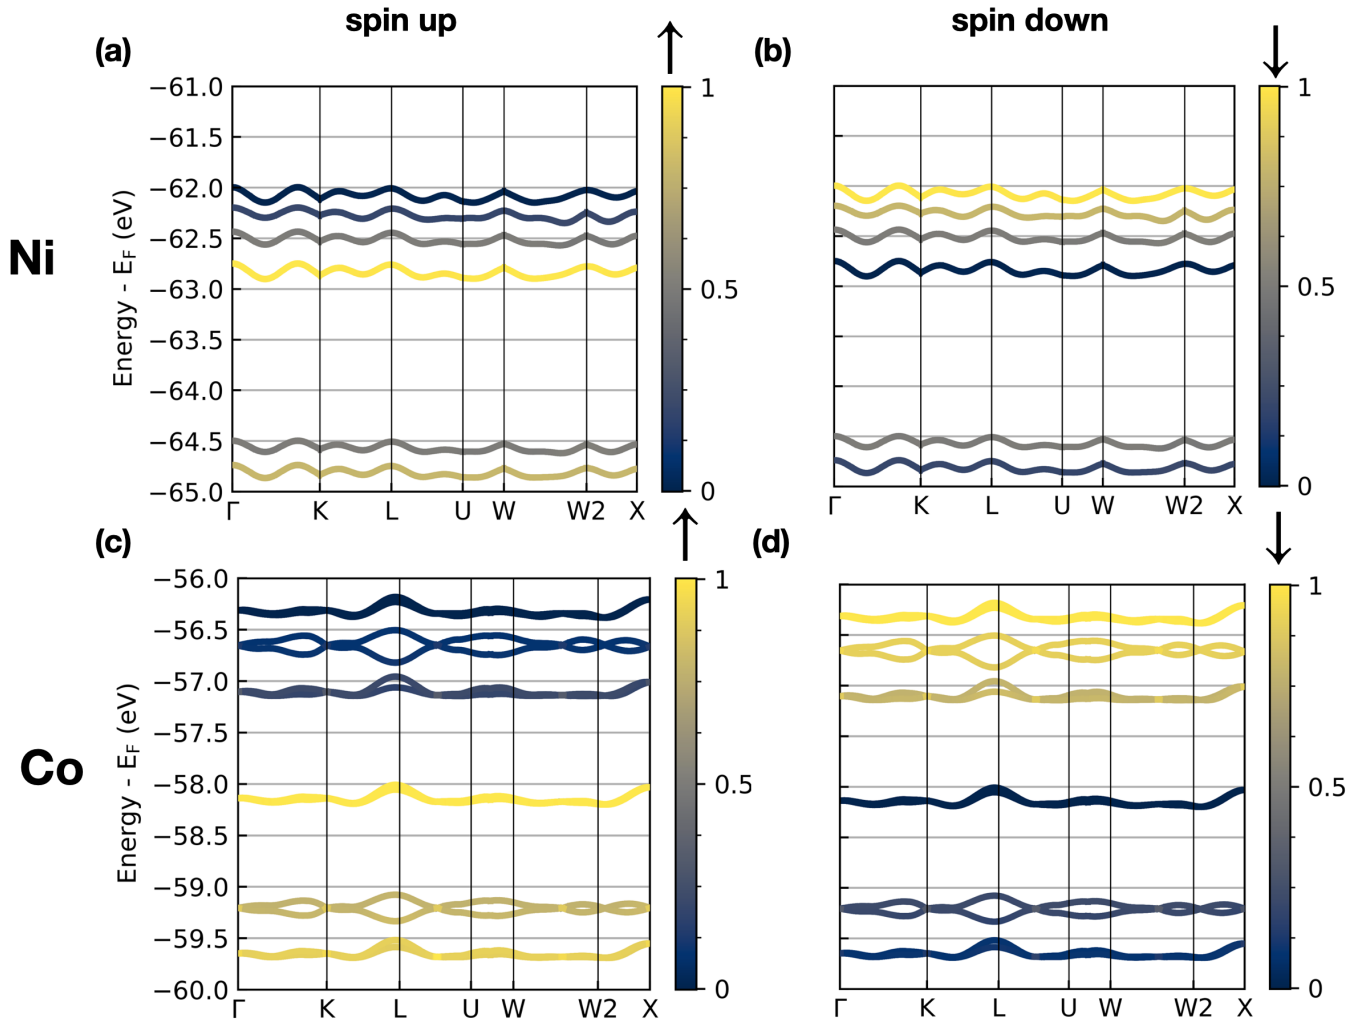 spin up
spin down
(a)
(b)
Ni
Energy - E_F (eV)
−61.0
−61.5
−62.0
−62.5
−63.0
−63.5
−64.0
−64.5
−65.0
Γ K L U W W2 X
1
0.5
0
Γ K L U W W2 X
1
0.5
0
(c)
(d)
Co
Energy - E_F (eV)
−56.0
−56.5
−57.0
−57.5
−58.0
−58.5
−59.0
−59.5
−60.0
Γ K L U W W2 X
1
0.5
0
Γ K L U W W2 X
1
0.5
0